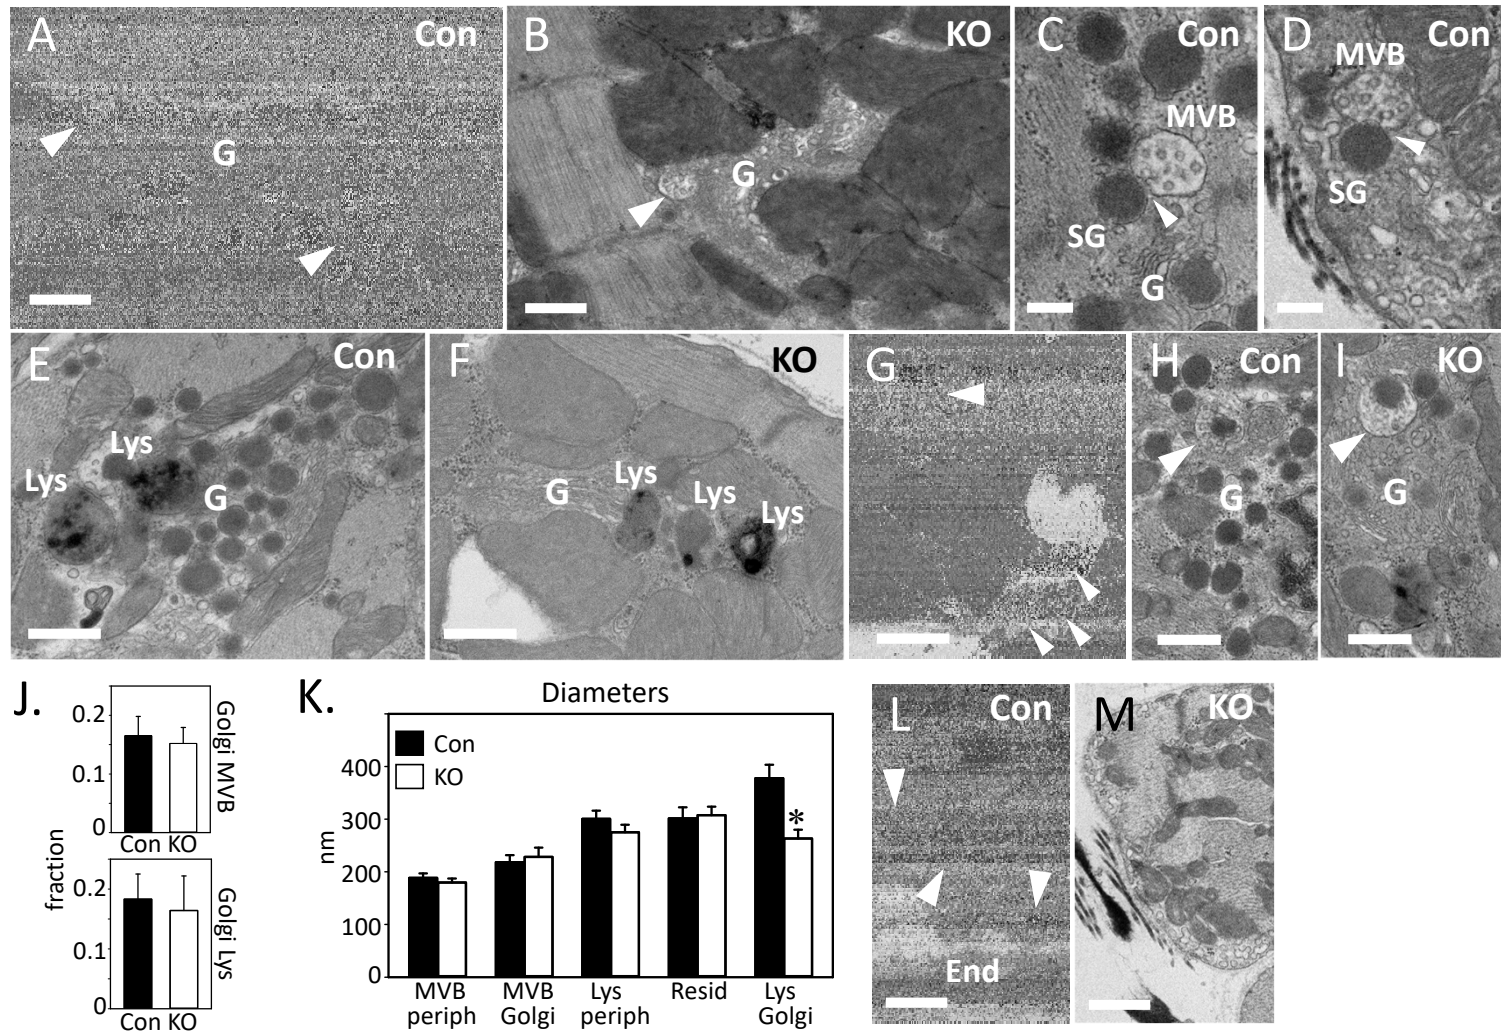 A Con
G
B KO
G
C Con
MVB
SG
G
D Con
MVB
SG
E Con
Lys
Lys
G
F KO
G
Lys
Lys
Lys
G
H Con
G
I KO
G
J.
0.2
0.1
0
Con KO
Golgi MVB
fraction
0.2
0.1
0
Con KO
Golgi Lys
K.
Diameters
Con
KO
nm
400
300
200
100
0
*
MVB periph
MVB Golgi
Lys periph
Resid
Lys Golgi
L Con
End
M KO